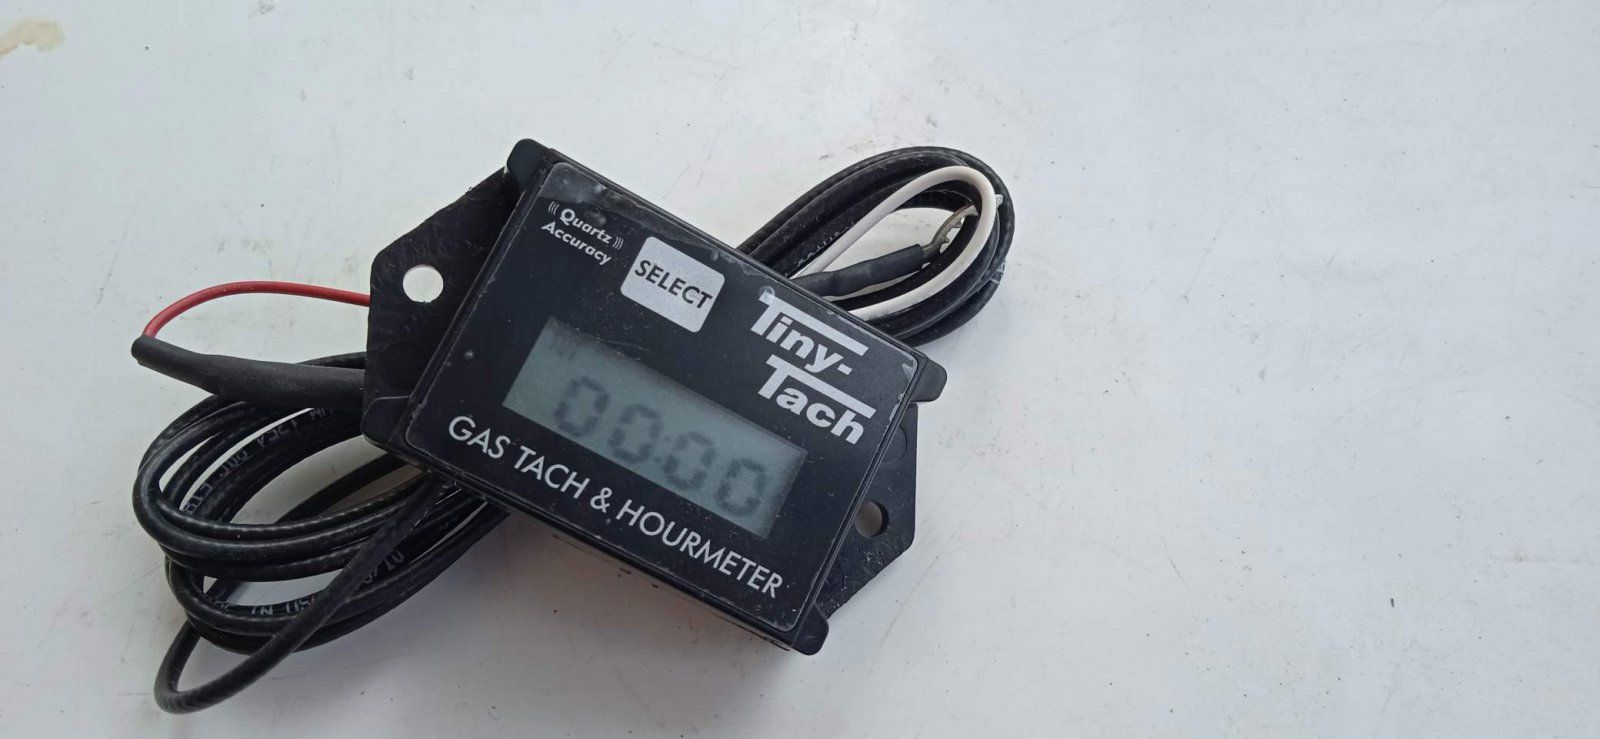 Quartz
Accuracy
SELECT
Tiny-
Tach
00:00
GAS TACH & HOURMETER